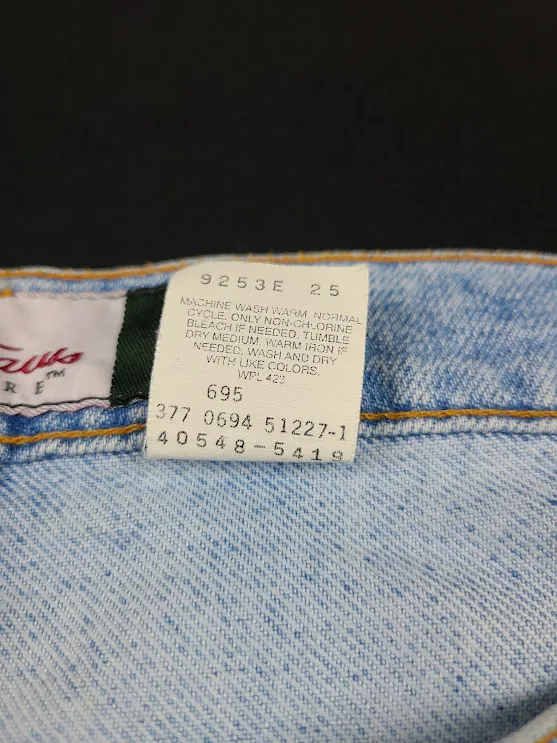 9253E 25
MACHINE WASH WARM, NORMAL
CYCLE. ONLY NON-CHLORINE
BLEACH IF NEEDED. TUMBLE
DRY MEDIUM. WARM IRON IF
NEEDED. WASH AND DRY
WITH LIKE COLORS.
WPL 423
695
377 0694 51227-1
40548-5419
RE™